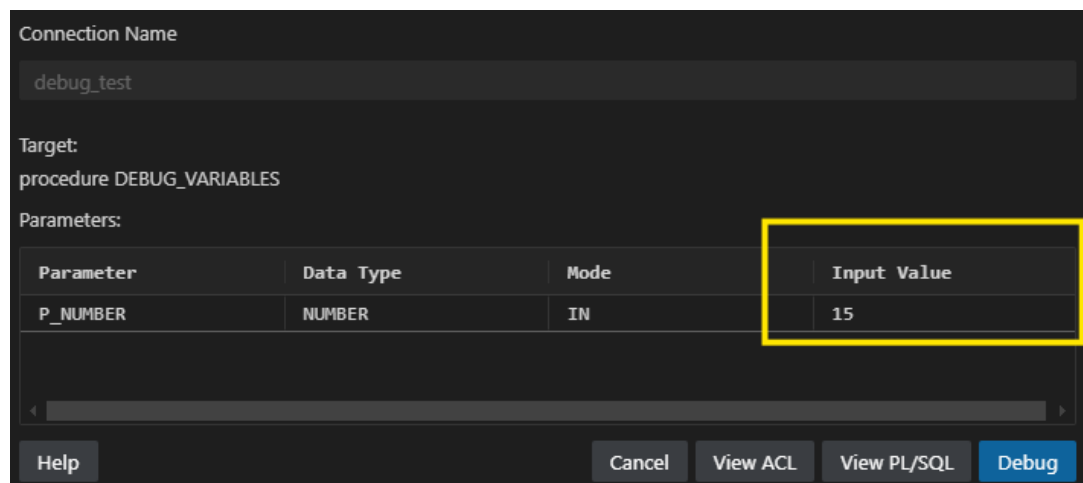 Connection Name
debug_test
Target:
procedure DEBUG_VARIABLES
Parameters:
Parameter Data Type Mode Input Value
P_NUMBER NUMBER IN 15
Help Cancel View ACL View PL/SQL Debug